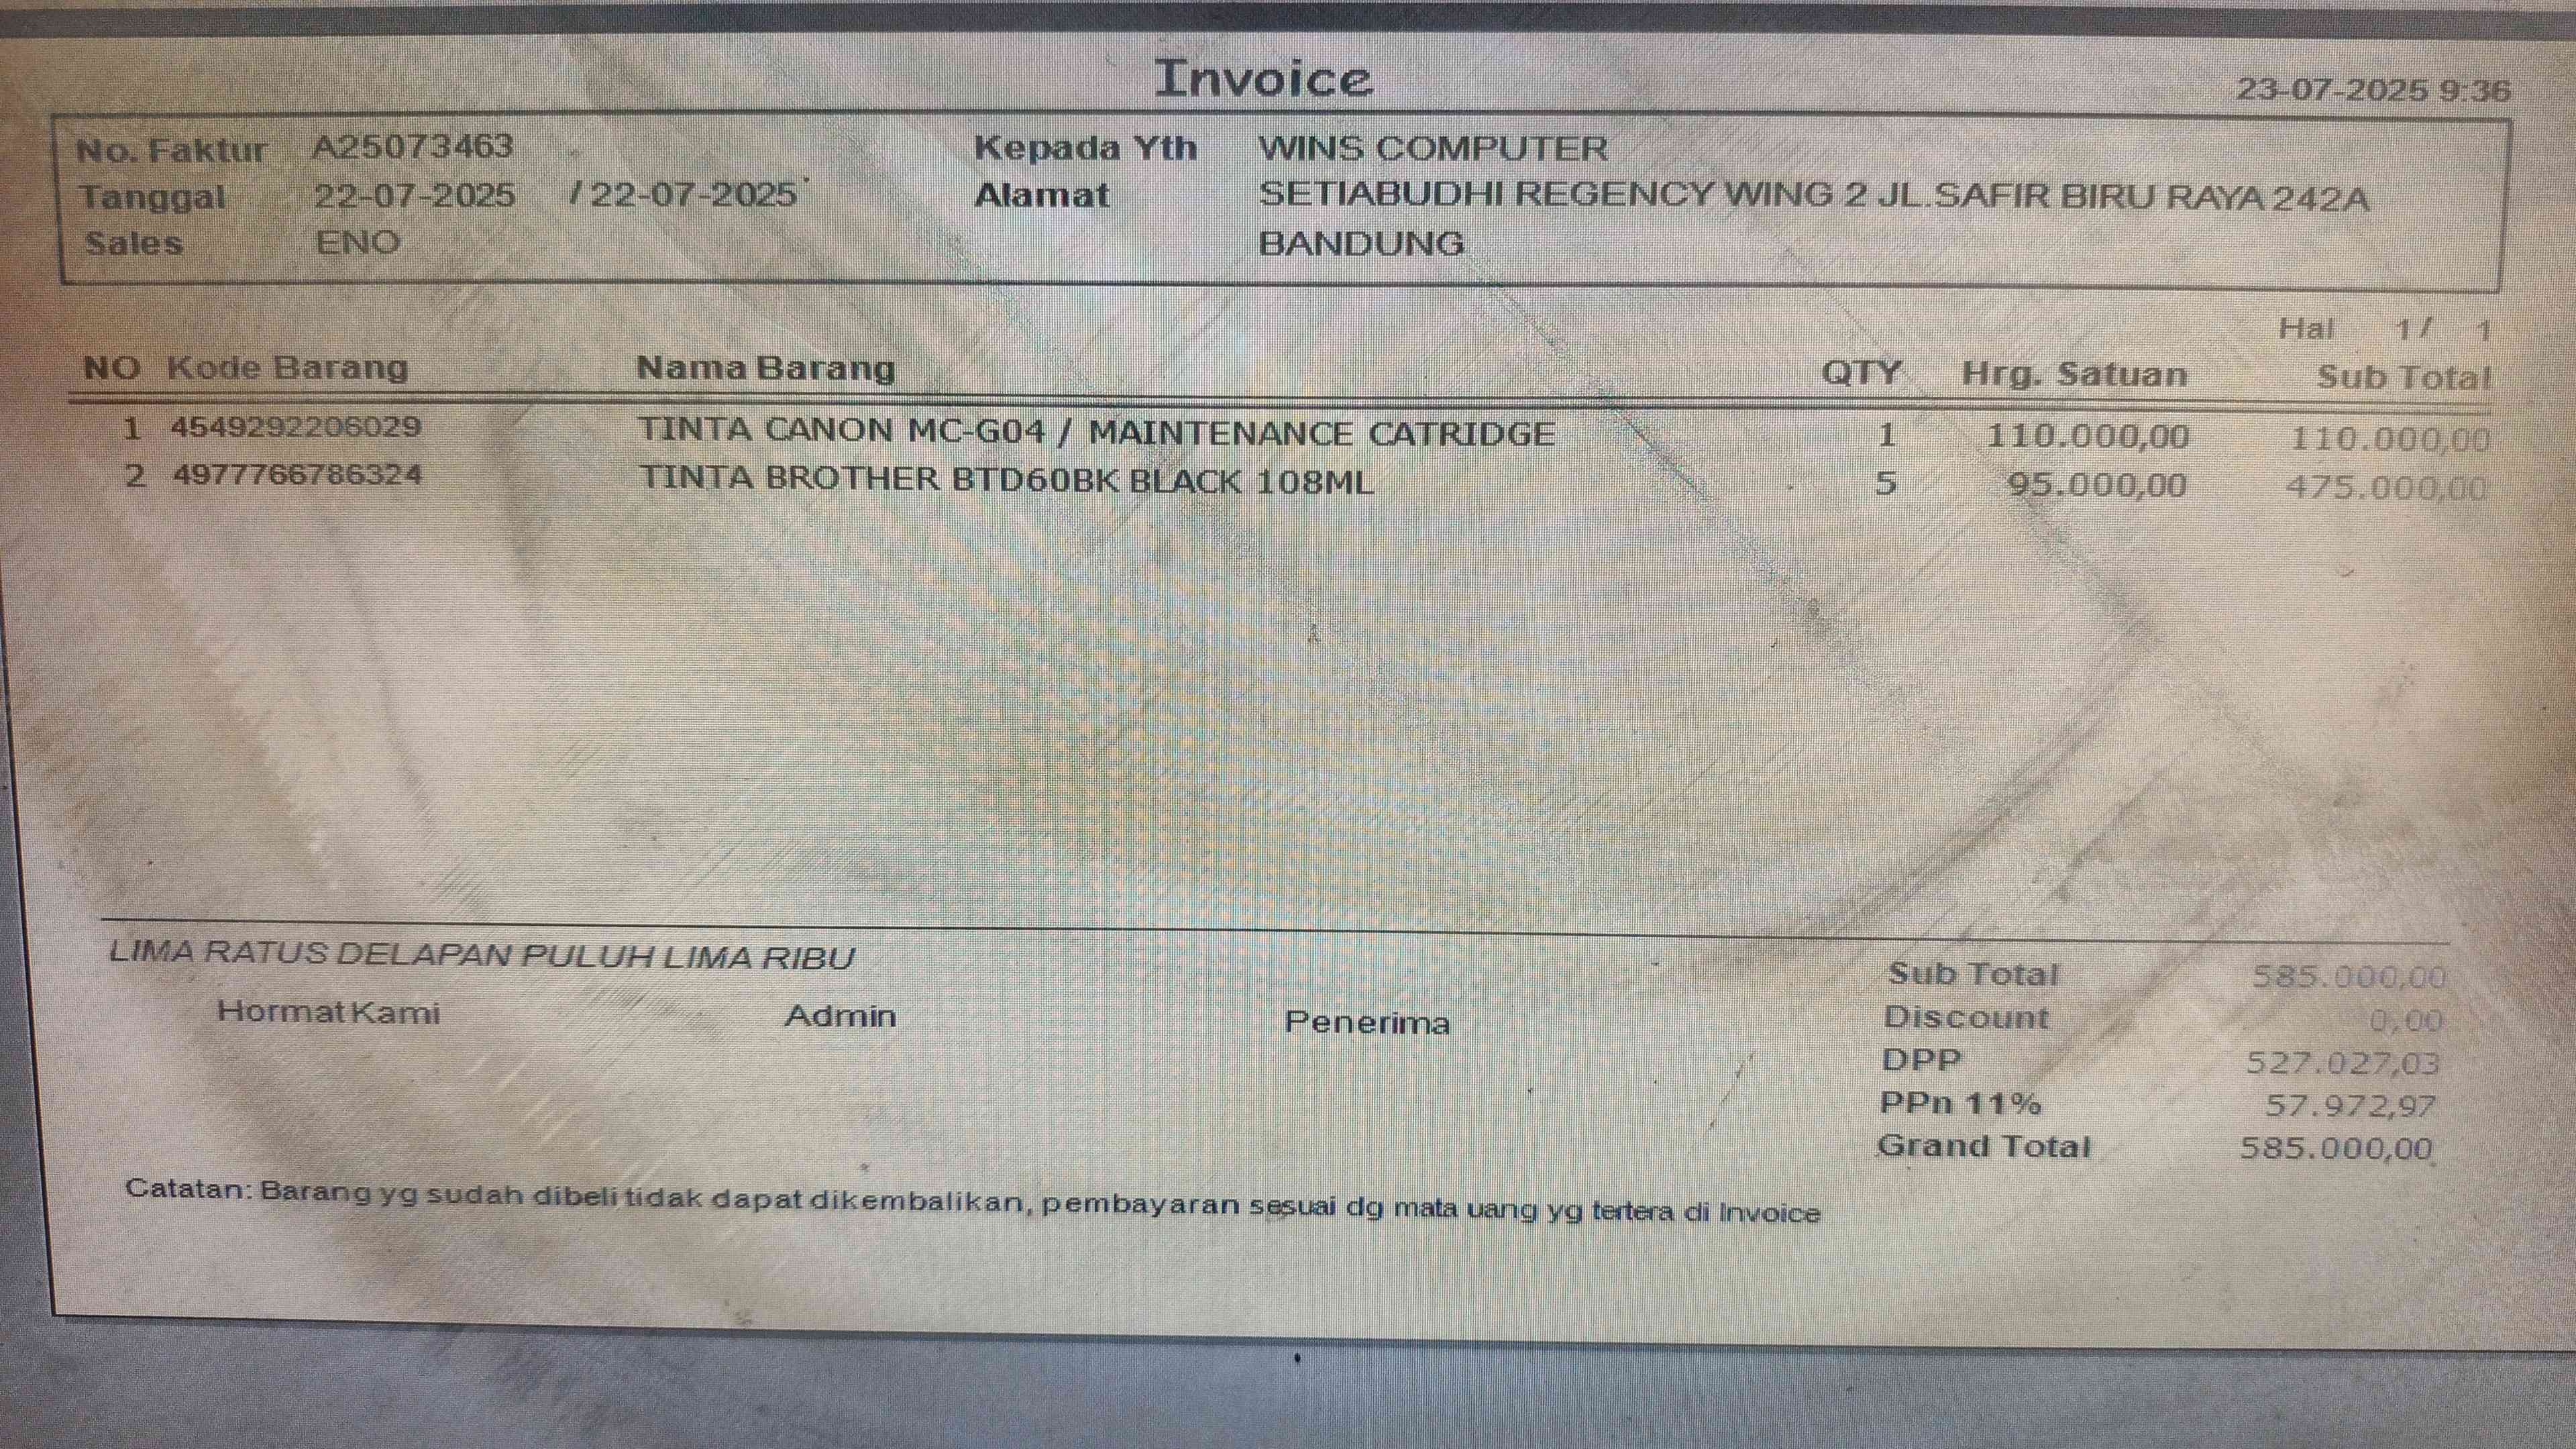 Invoice
23-07-2025 9:36
No. Faktur A25073463
Tanggal 22-07-2025 / 22-07-2025
Sales ENO
Kepada Yth WINS COMPUTER
Alamat SETIABUDHI REGENCY WING 2 JL.SAFIR BIRU RAYA 242A
BANDUNG
Hal 1 / 1
NO Kode Barang Nama Barang QTY Hrg. Satuan Sub Total
1 4549292206029 TINTA CANON MC-G04 / MAINTENANCE CATRIDGE 1 110.000,00 110.000,00
2 4977766786324 TINTA BROTHER BTD60BK BLACK 108ML 5 95.000,00 475.000,00
LIMA RATUS DELAPAN PULUH LIMA RIBU
Hormat Kami Admin Penerima
Sub Total 585.000,00
Discount 0,00
DPP 527.027,03
PPn 11% 57.972,97
Grand Total 585.000,00
Catatan: Barang yg sudah dibeli tidak dapat dikembalikan, pembayaran sesuai dg mata uang yg tertera di Invoice